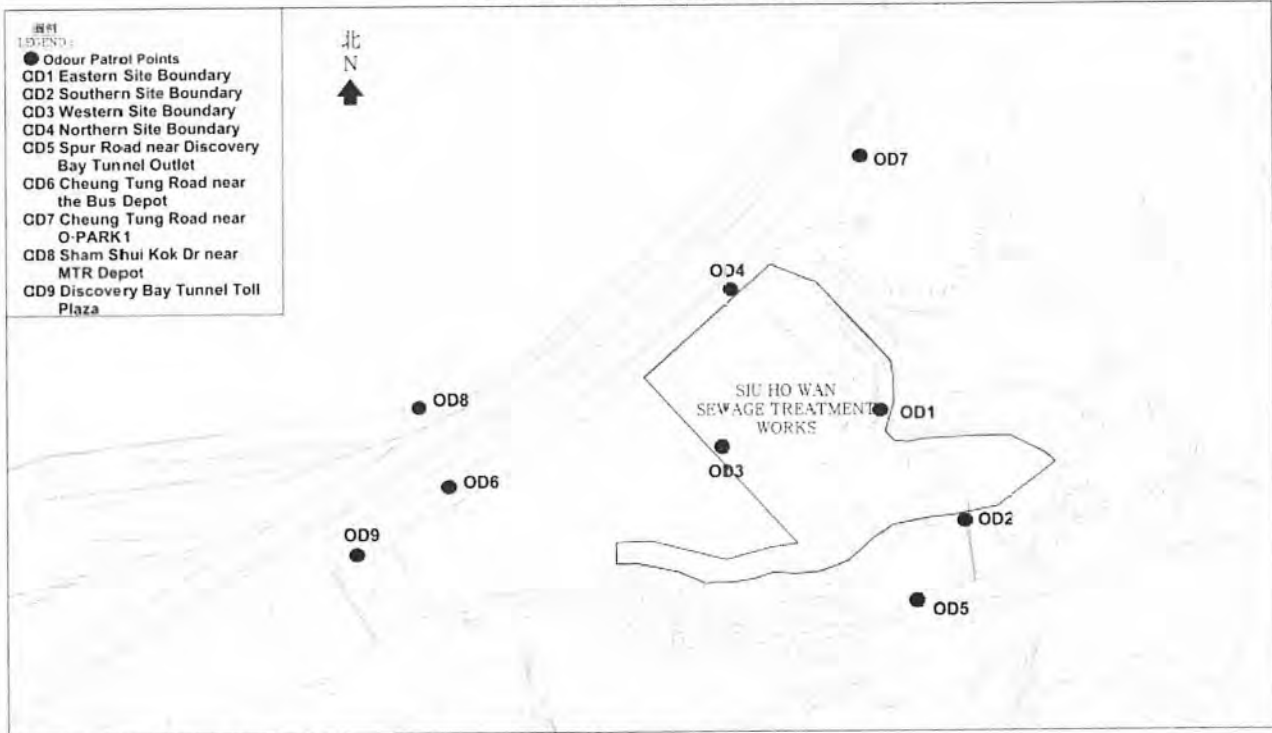 圖例
LEGEND:
Odour Patrol Points
OD1 Eastern Site Boundary
OD2 Southern Site Boundary
OD3 Western Site Boundary
OD4 Northern Site Boundary
OD5 Spur Road near Discovery
Bay Tunnel Outlet
OD6 Cheung Tung Road near
the Bus Depot
OD7 Cheung Tung Road near
O-PARK1
OD8 Sham Shui Kok Dr near
MTR Depot
OD9 Discovery Bay Tunnel Toll
Plaza
北
N
OD7
OD4
SIU HO WAN
SEWAGE TREATMENT
WORKS
OD8
OD1
OD3
OD6
OD2
OD9
OD5